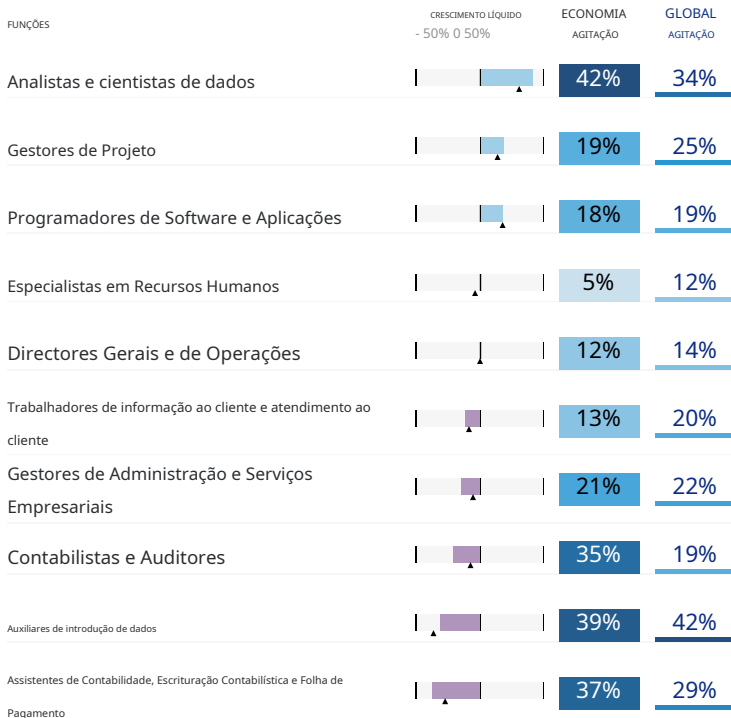 FUNÇÕES
CRESCIMENTO LÍQUIDO
- 50% 0 50%
ECONOMIA
AGITAÇÃO
GLOBAL
AGITAÇÃO
Analistas e cientistas de dados
42%
34%
Gestores de Projeto
19%
25%
Programadores de Software e Aplicações
18%
19%
Especialistas em Recursos Humanos
5%
12%
Directores Gerais e de Operações
12%
14%
Trabalhadores de informação ao cliente e atendimento ao
cliente
13%
20%
Gestores de Administração e Serviços
Empresariais
21%
22%
Contabilistas e Auditores
35%
19%
Auxiliares de introdução de dados
39%
42%
Assistentes de Contabilidade, Escrituração Contabilística e Folha de
Pagamento
37%
29%